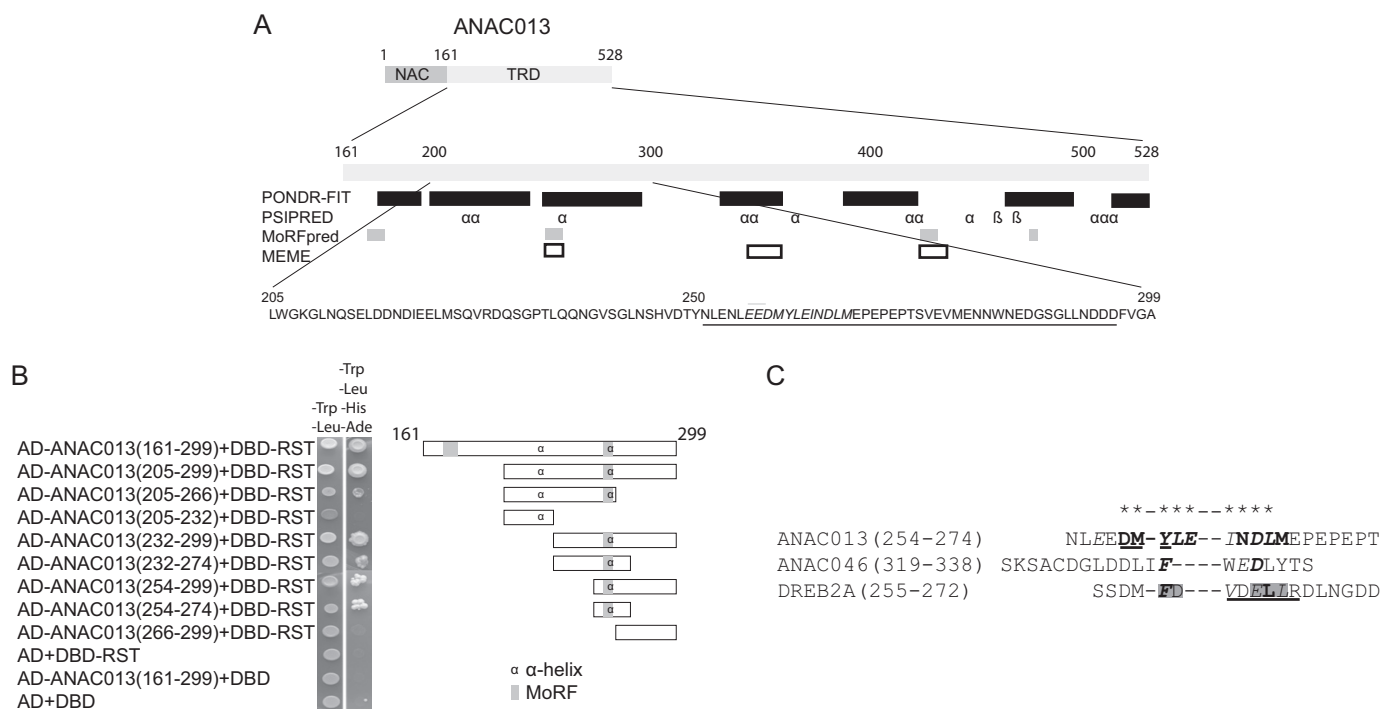 A
ANAC013
1 161 528
NAC TRD
161 200 300 400 500 528
PONDR-FIT
PSIPRED αα α αα α αα α ß ß ααα
MoRFpred
MEME
205 250 299
LWGKGLNQSELDDNDIEELMSQVRDQSGPTLQQNGVSGLNSHVDTYNLENLEEDMYLEINDLMEPEPEPTSVEVMENNWNEDGSGLLNDDDFVGA
B
-Trp
-Leu
-Trp -His
-Leu -Ade
161 299
AD-ANAC013(161-299)+DBD-RST α α
AD-ANAC013(205-299)+DBD-RST α α
AD-ANAC013(205-266)+DBD-RST α α
AD-ANAC013(205-232)+DBD-RST α
AD-ANAC013(232-299)+DBD-RST α
AD-ANAC013(232-274)+DBD-RST α
AD-ANAC013(254-299)+DBD-RST α
AD-ANAC013(254-274)+DBD-RST α
AD-ANAC013(266-299)+DBD-RST
AD+DBD-RST
AD-ANAC013(161-299)+DBD
AD+DBD
α α-helix
MoRF
C
**-***--****
ANAC013(254-274) NLEEDM-YLE--INDLMEPEPEPT
ANAC046(319-338) SKSACDGLDDLIF----WEDLYTS
DREB2A(255-272) SSDM-FD---VDELLRDLNGDD